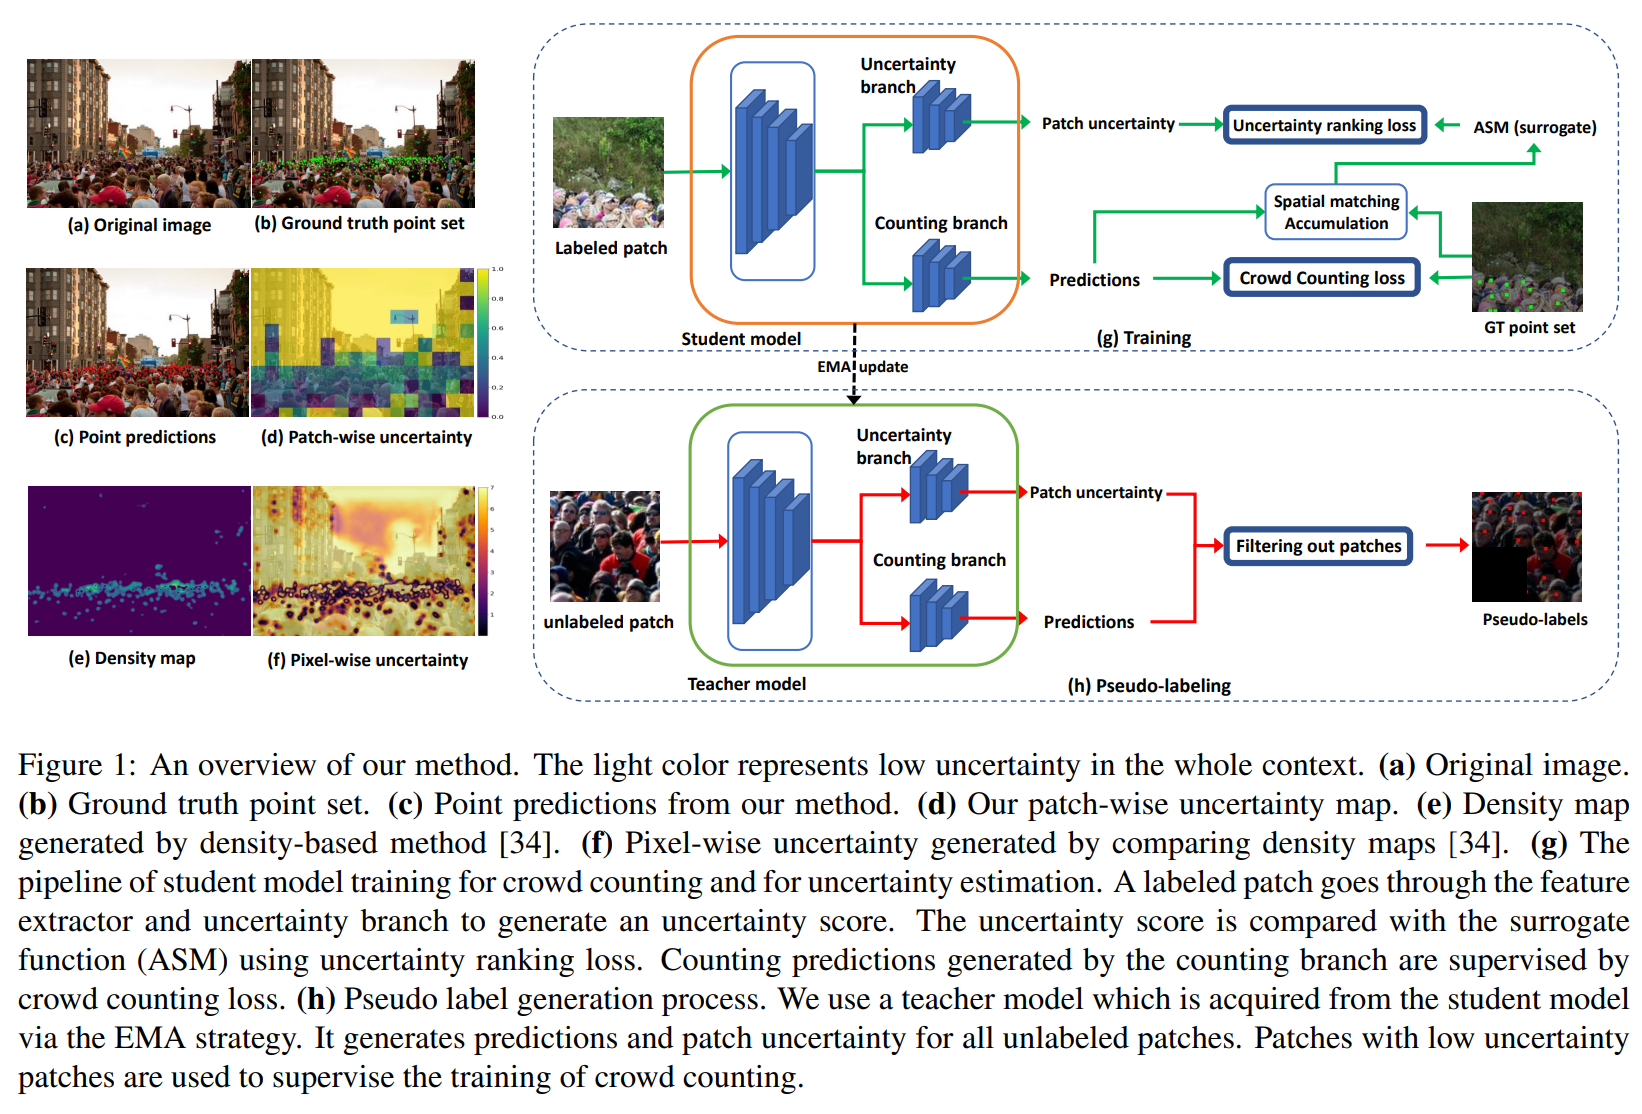 (a) Original image
(b) Ground truth point set
1.0
0.8
0.6
0.4
0.2
0.0
(c) Point predictions
(d) Patch-wise uncertainty
7
6
5
4
3
2
1
(e) Density map
(f) Pixel-wise uncertainty
Labeled patch
Uncertainty
branch
Counting branch
Student model
Patch uncertainty
Uncertainty ranking loss
ASM (surrogate)
Spatial matching
Accumulation
Predictions
Crowd Counting loss
GT point set
(g) Training
EMA update
unlabeled patch
Uncertainty
branch
Counting branch
Teacher model
Patch uncertainty
Filtering out patches
Predictions
Pseudo-labels
(h) Pseudo-labeling
Figure 1: An overview of our method. The light color represents low uncertainty in the whole context. (a) Original image.
(b) Ground truth point set. (c) Point predictions from our method. (d) Our patch-wise uncertainty map. (e) Density map
generated by density-based method [34]. (f) Pixel-wise uncertainty generated by comparing density maps [34]. (g) The
pipeline of student model training for crowd counting and for uncertainty estimation. A labeled patch goes through the feature
extractor and uncertainty branch to generate an uncertainty score. The uncertainty score is compared with the surrogate
function (ASM) using uncertainty ranking loss. Counting predictions generated by the counting branch are supervised by
crowd counting loss. (h) Pseudo label generation process. We use a teacher model which is acquired from the student model
via the EMA strategy. It generates predictions and patch uncertainty for all unlabeled patches. Patches with low uncertainty
patches are used to supervise the training of crowd counting.